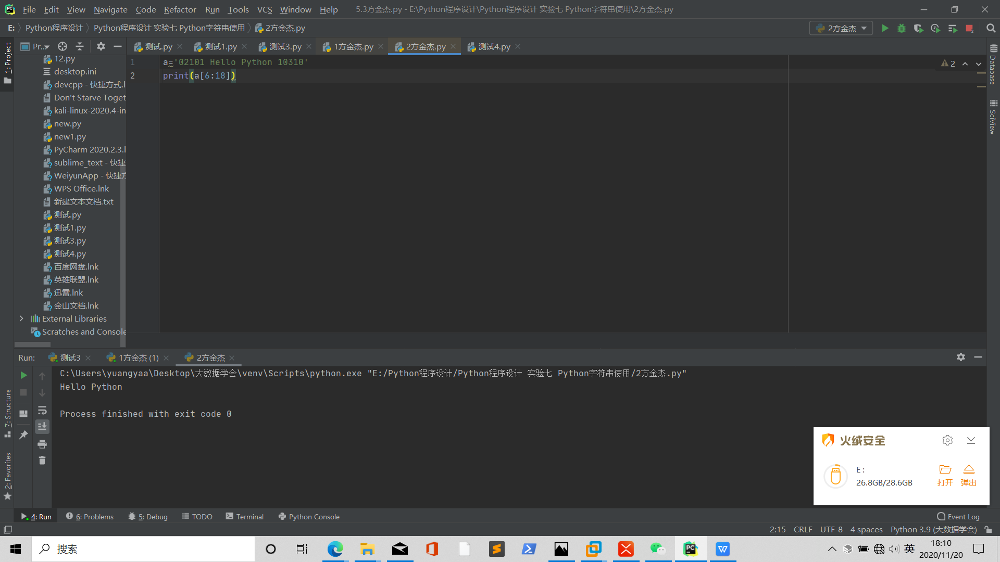 File Edit View Navigate Code Refactor Run Tools VCS Window Help 5.3方金杰.py - E:\Python程序设计\Python程序设计 实验七 Python字符串使用\2方金杰.py
E: Python程序设计 Python程序设计 实验七 Python字符串使用 2方金杰.py 2方金杰
1: Project
Pr..
测试.py 测试1.py 测试3.py 1方金杰.py 2方金杰.py 测试4.py
12.py
desktop.ini
devcpp - 快捷方式.l
Don't Starve Toget
kali-linux-2020.4-in
new.py
new1.py
PyCharm 2020.2.3.l
sublime_text - 快捷
WeiyunApp - 快捷方
WPS Office.lnk
新建文本文档.txt
测试.py
测试1.py
测试3.py
测试4.py
百度网盘.lnk
英雄联盟.lnk
迅雷.lnk
金山文档.lnk
External Libraries
Scratches and Console
1 a='02101 Hello Python 10310'
2 print(a[6:18])
2
Database
SciView
Run: 测试3 1方金杰 (1) 2方金杰
C:\Users\yuangyaa\Desktop\大数据学会\venv\Scripts\python.exe "E:/Python程序设计/Python程序设计 实验七 Python字符串使用/2方金杰.py"
Hello Python
Process finished with exit code 0
7: Structure
2: Favorites
火绒安全
E:
26.8GB/28.6GB
打开 弹出
4: Run 6: Problems 5: Debug TODO Terminal Python Console Event Log
2:15 CRLF UTF-8 4 spaces Python 3.9 (大数据学会)
搜索
英
18:10
2020/11/20